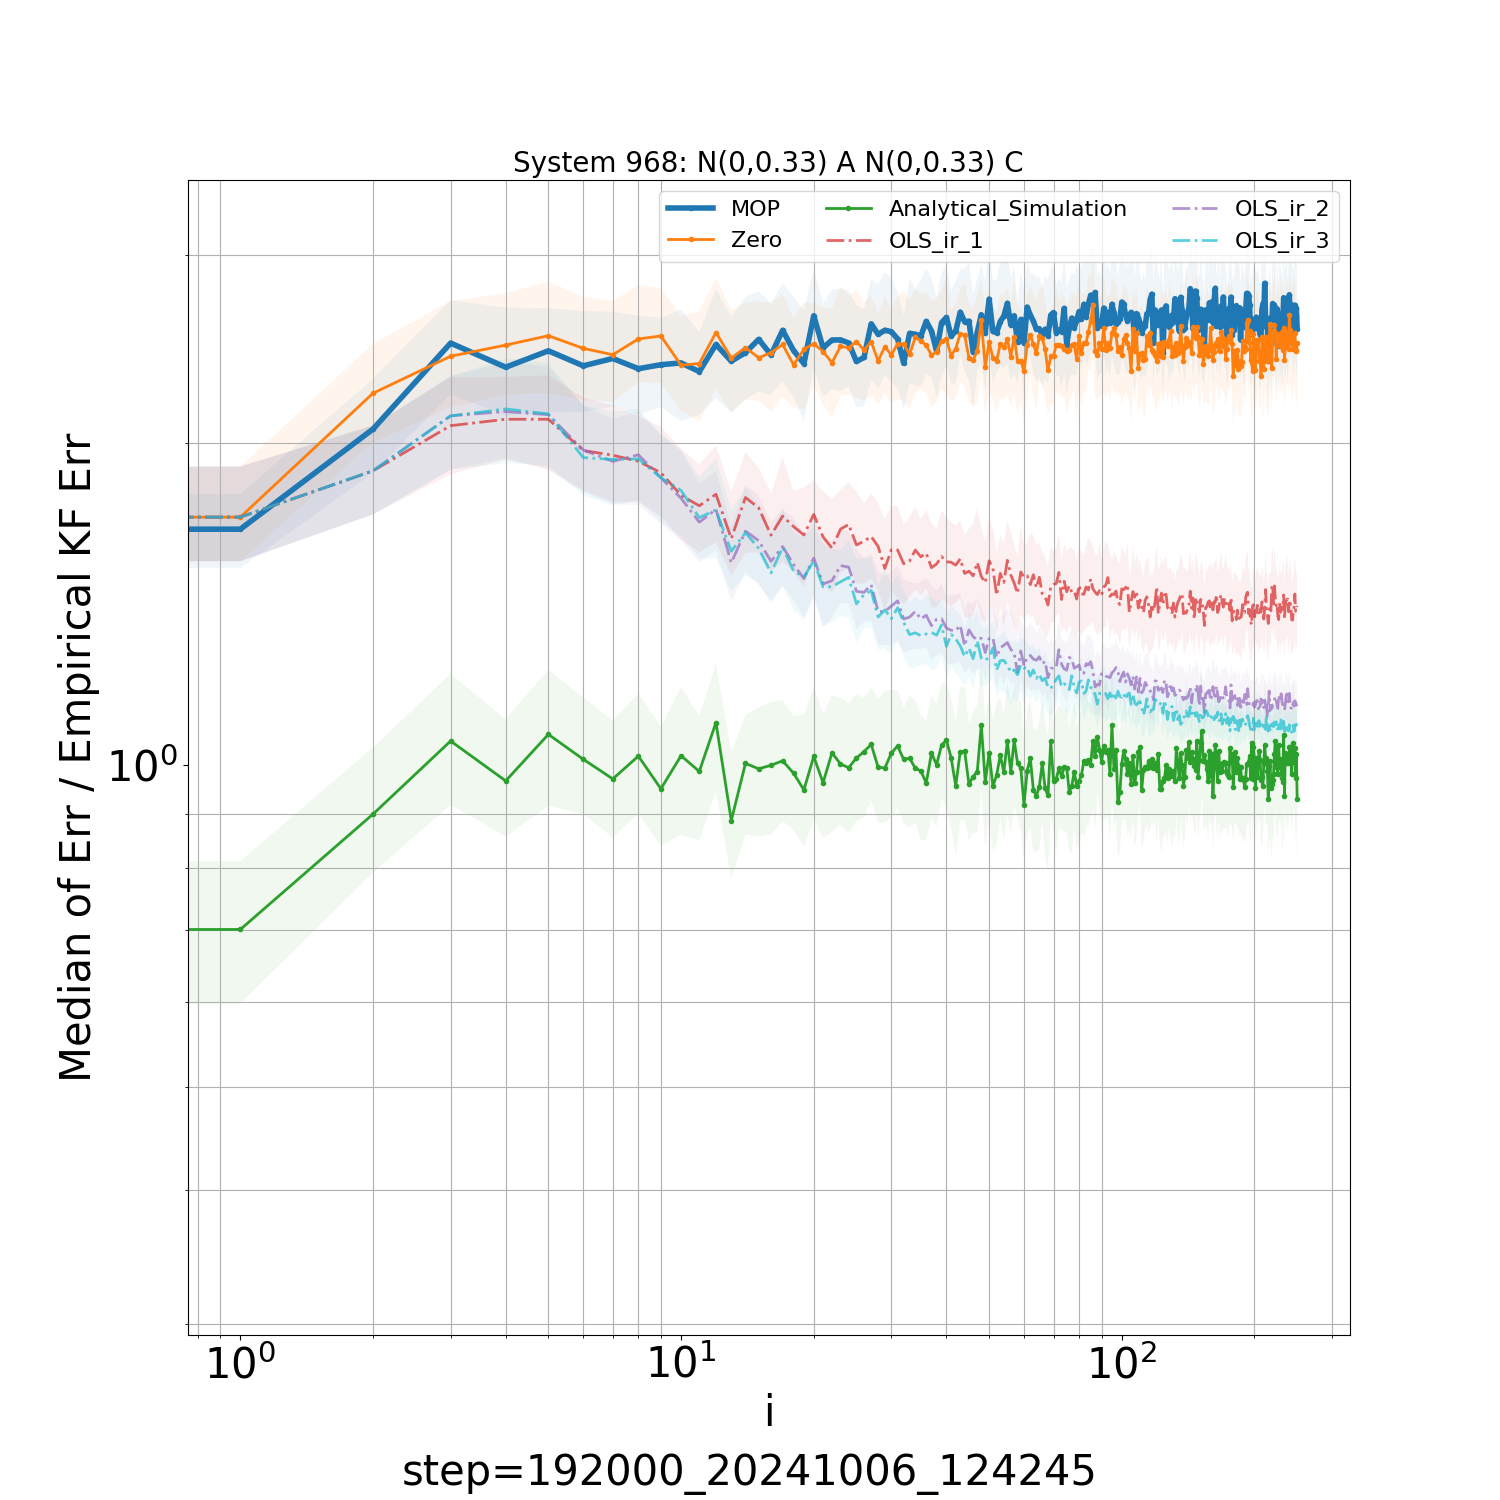 System 968: N(0,0.33) A N(0,0.33) C
MOP
Zero
Analytical_Simulation
OLS_ir_1
OLS_ir_2
OLS_ir_3
Median of Err / Empirical KF Err
10⁰
10⁰ 10¹ 10²
i
step=192000_20241006_124245